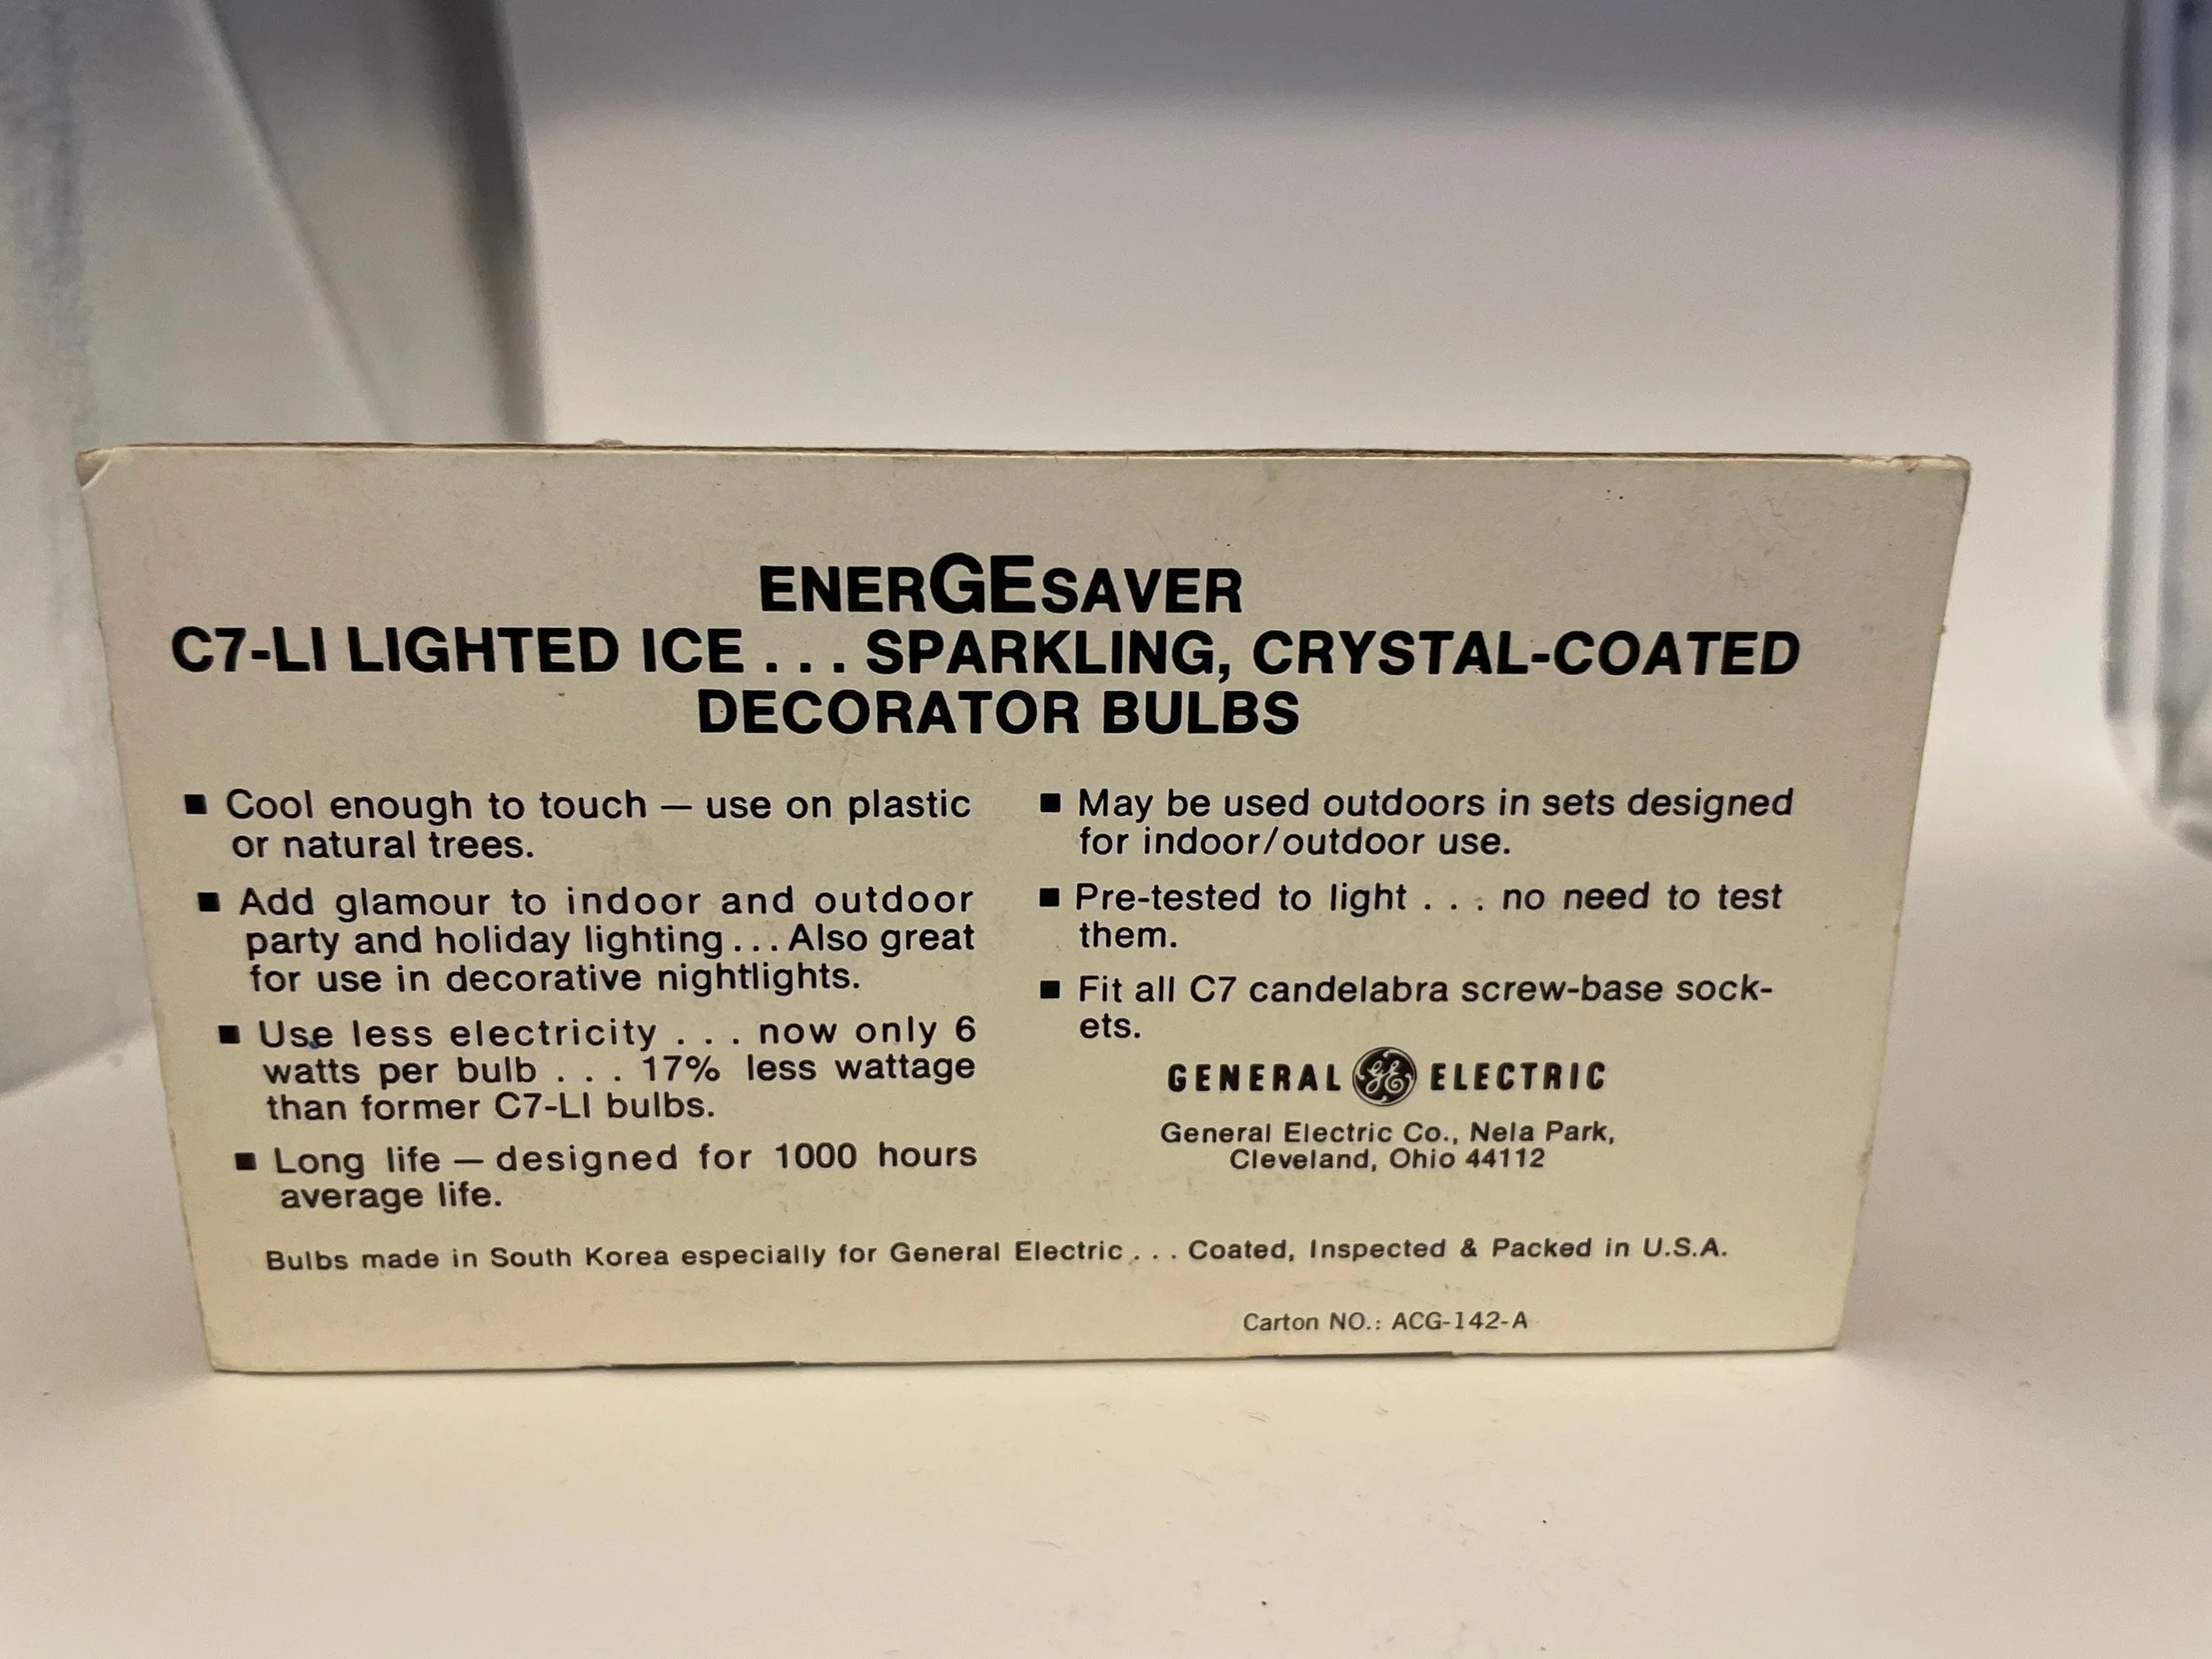 ENERGESAVER
C7-LI LIGHTED ICE . . . SPARKLING, CRYSTAL-COATED
DECORATOR BULBS
■ Cool enough to touch — use on plastic
or natural trees.
■ Add glamour to indoor and outdoor
party and holiday lighting . . . Also great
for use in decorative nightlights.
■ Use less electricity . . . now only 6
watts per bulb . . . 17% less wattage
than former C7-LI bulbs.
■ Long life — designed for 1000 hours
average life.
■ May be used outdoors in sets designed
for indoor/outdoor use.
■ Pre-tested to light . . . no need to test
them.
■ Fit all C7 candelabra screw-base sock-
ets.
GENERAL GE ELECTRIC
General Electric Co., Nela Park,
Cleveland, Ohio 44112
Bulbs made in South Korea especially for General Electric . . . Coated, Inspected & Packed in U.S.A.
Carton NO.: ACG-142-A